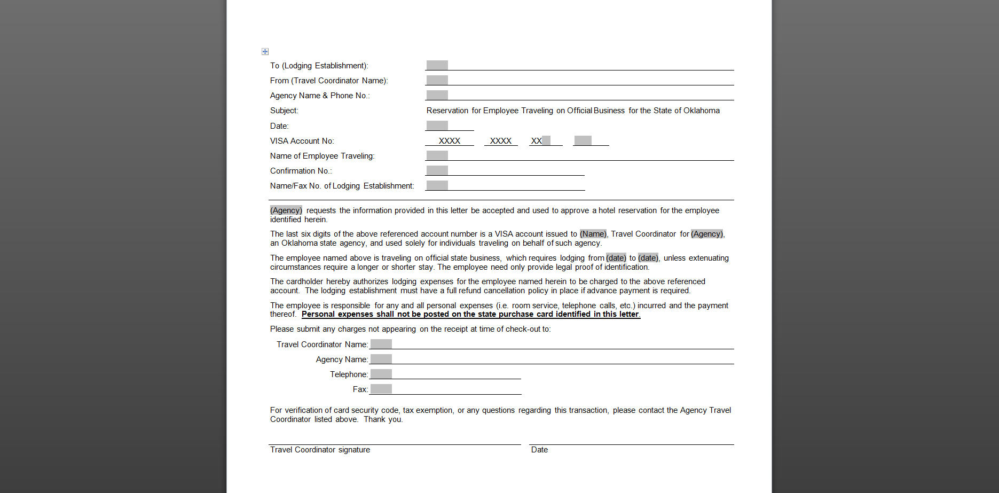 To (Lodging Establishment):
From (Travel Coordinator Name):
Agency Name & Phone No.:
Subject: Reservation for Employee Traveling on Official Business for the State of Oklahoma
Date:
VISA Account No: XXXX XXXX XX
Name of Employee Traveling:
Confirmation No.:
Name/Fax No. of Lodging Establishment:
(Agency) requests the information provided in this letter be accepted and used to approve a hotel reservation for the employee
identified herein.
The last six digits of the above referenced account number is a VISA account issued to (Name), Travel Coordinator for (Agency),
an Oklahoma state agency, and used solely for individuals traveling on behalf of such agency.
The employee named above is traveling on official state business, which requires lodging from (date) to (date), unless extenuating
circumstances require a longer or shorter stay. The employee need only provide legal proof of identification.
The cardholder hereby authorizes lodging expenses for the employee named herein to be charged to the above referenced
account. The lodging establishment must have a full refund cancellation policy in place if advance payment is required.
The employee is responsible for any and all personal expenses (i.e. room service, telephone calls, etc.) incurred and the payment
thereof. Personal expenses shall not be posted on the state purchase card identified in this letter.
Please submit any charges not appearing on the receipt at time of check-out to:
Travel Coordinator Name:
Agency Name:
Telephone:
Fax:
For verification of card security code, tax exemption, or any questions regarding this transaction, please contact the Agency Travel
Coordinator listed above. Thank you.
Travel Coordinator signature Date